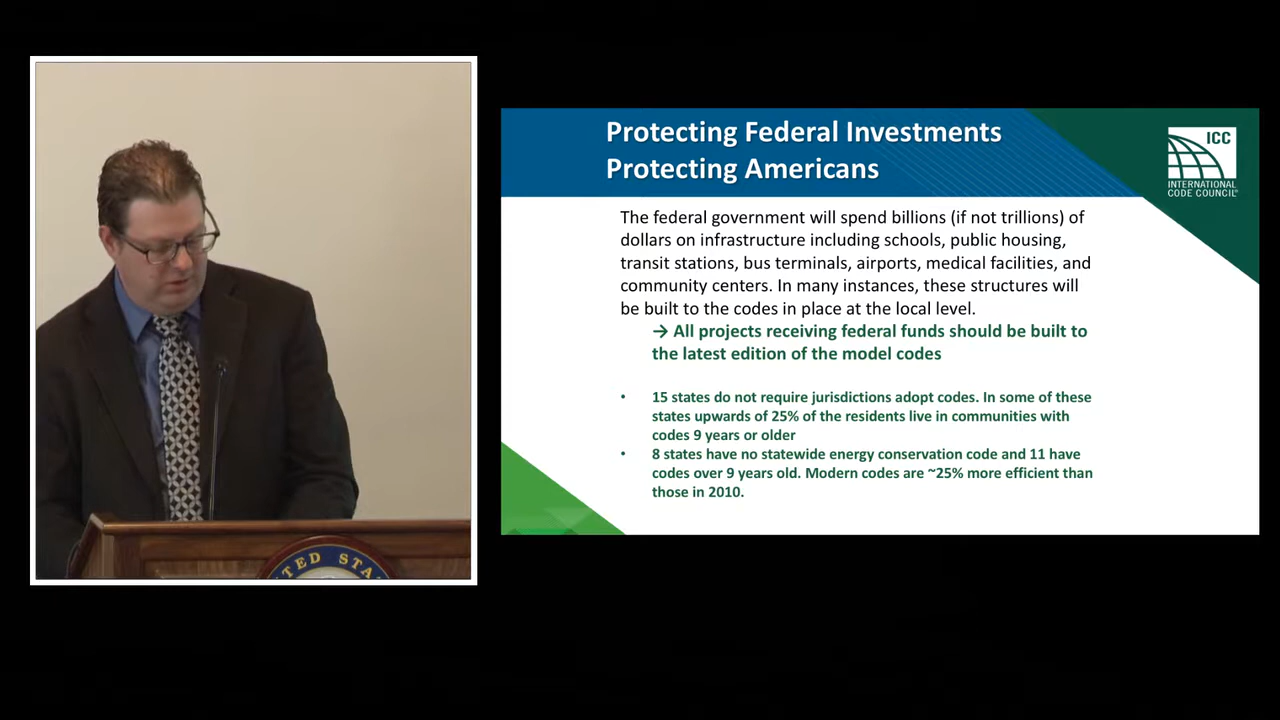 Protecting Federal Investments
Protecting Americans
ICC
INTERNATIONAL
CODE COUNCIL®
The federal government will spend billions (if not trillions) of
dollars on infrastructure including schools, public housing,
transit stations, bus terminals, airports, medical facilities, and
community centers. In many instances, these structures will
be built to the codes in place at the local level.
→ All projects receiving federal funds should be built to
the latest edition of the model codes
• 15 states do not require jurisdictions adopt codes. In some of these
states upwards of 25% of the residents live in communities with
codes 9 years or older
• 8 states have no statewide energy conservation code and 11 have
codes over 9 years old. Modern codes are ~25% more efficient than
those in 2010.
TED STA